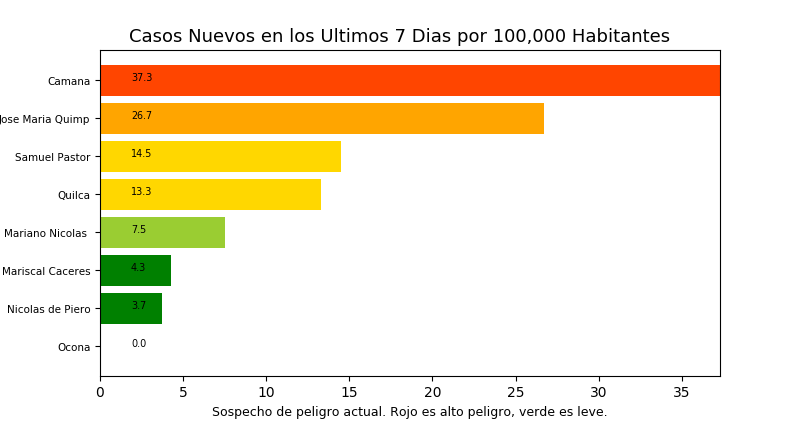 Casos Nuevos en los Ultimos 7 Dias por 100,000 Habitantes
Camana 37.3
Jose Maria Quimp 26.7
Samuel Pastor 14.5
Quilca 13.3
Mariano Nicolas 7.5
Mariscal Caceres 4.3
Nicolas de Piero 3.7
Ocona 0.0
0 5 10 15 20 25 30 35
Sospecho de peligro actual. Rojo es alto peligro, verde es leve.